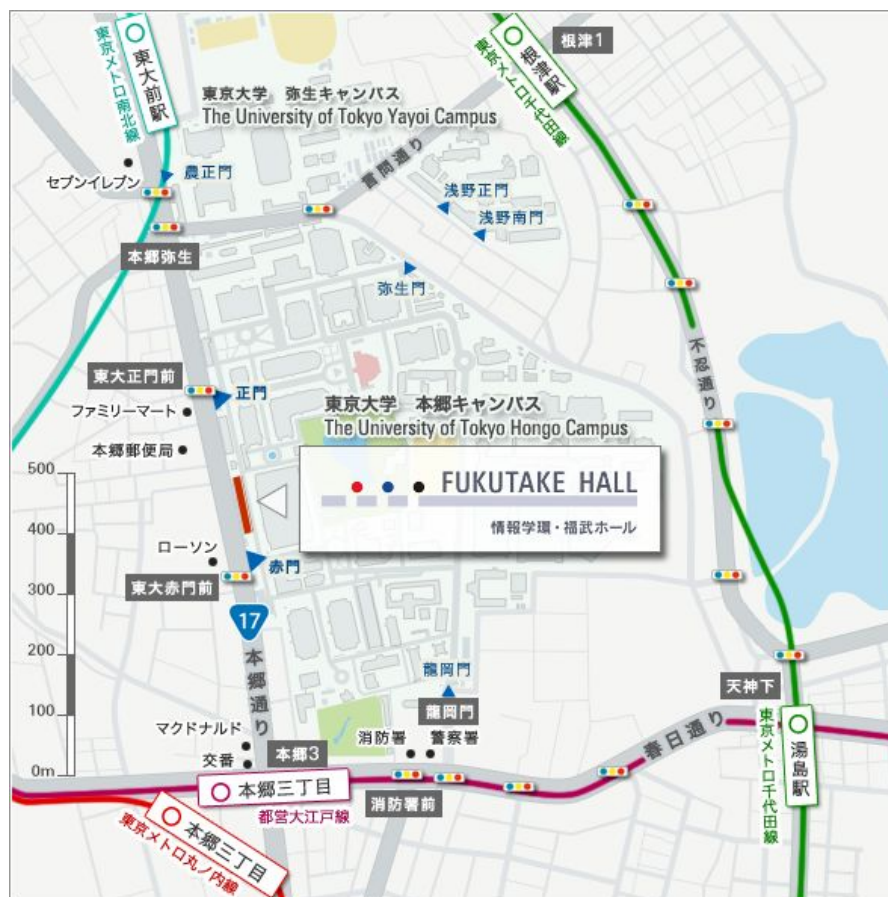 東大前駅
東京メトロ南北線
根津1
根津駅
東京メトロ千代田線
東京大学 弥生キャンパス
The University of Tokyo Yayoi Campus
言問通り
セブンイレブン
農正門
浅野正門
浅野南門
本郷弥生
弥生門
不忍通り
東大正門前
正門
ファミリーマート
東京大学 本郷キャンパス
The University of Tokyo Hongo Campus
本郷郵便局
500
FUKUTAKE HALL
情報学環・福武ホール
400
ローソン
赤門
300
東大赤門前
17
本郷通り
200
龍岡門
天神下
龍岡門
100
マクドナルド
消防署
警察署
春日通り
交番
本郷3
0m
本郷三丁目
都営大江戸線
消防署前
湯島駅
東京メトロ千代田線
本郷三丁目
東京メトロ丸ノ内線